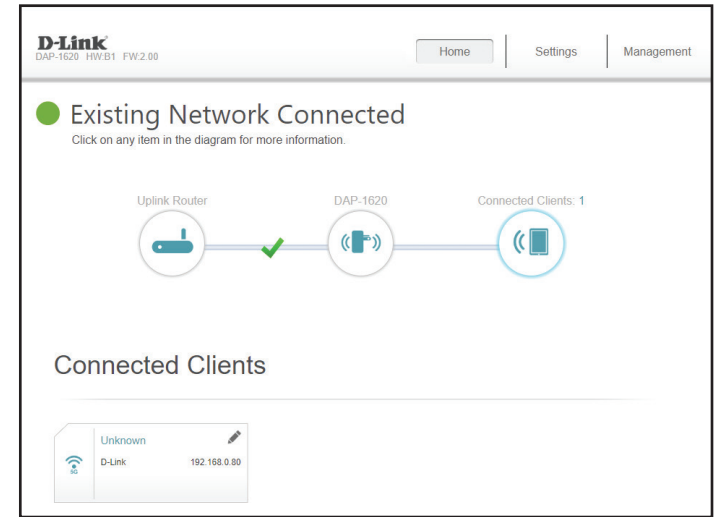 D-Link
DAP-1620 HW:B1 FW:2.00
Home
Settings
Management
Existing Network Connected
Click on any item in the diagram for more information.
Uplink Router
DAP-1620
Connected Clients: 1
Connected Clients
Unknown
5G
D-Link
192.168.0.80